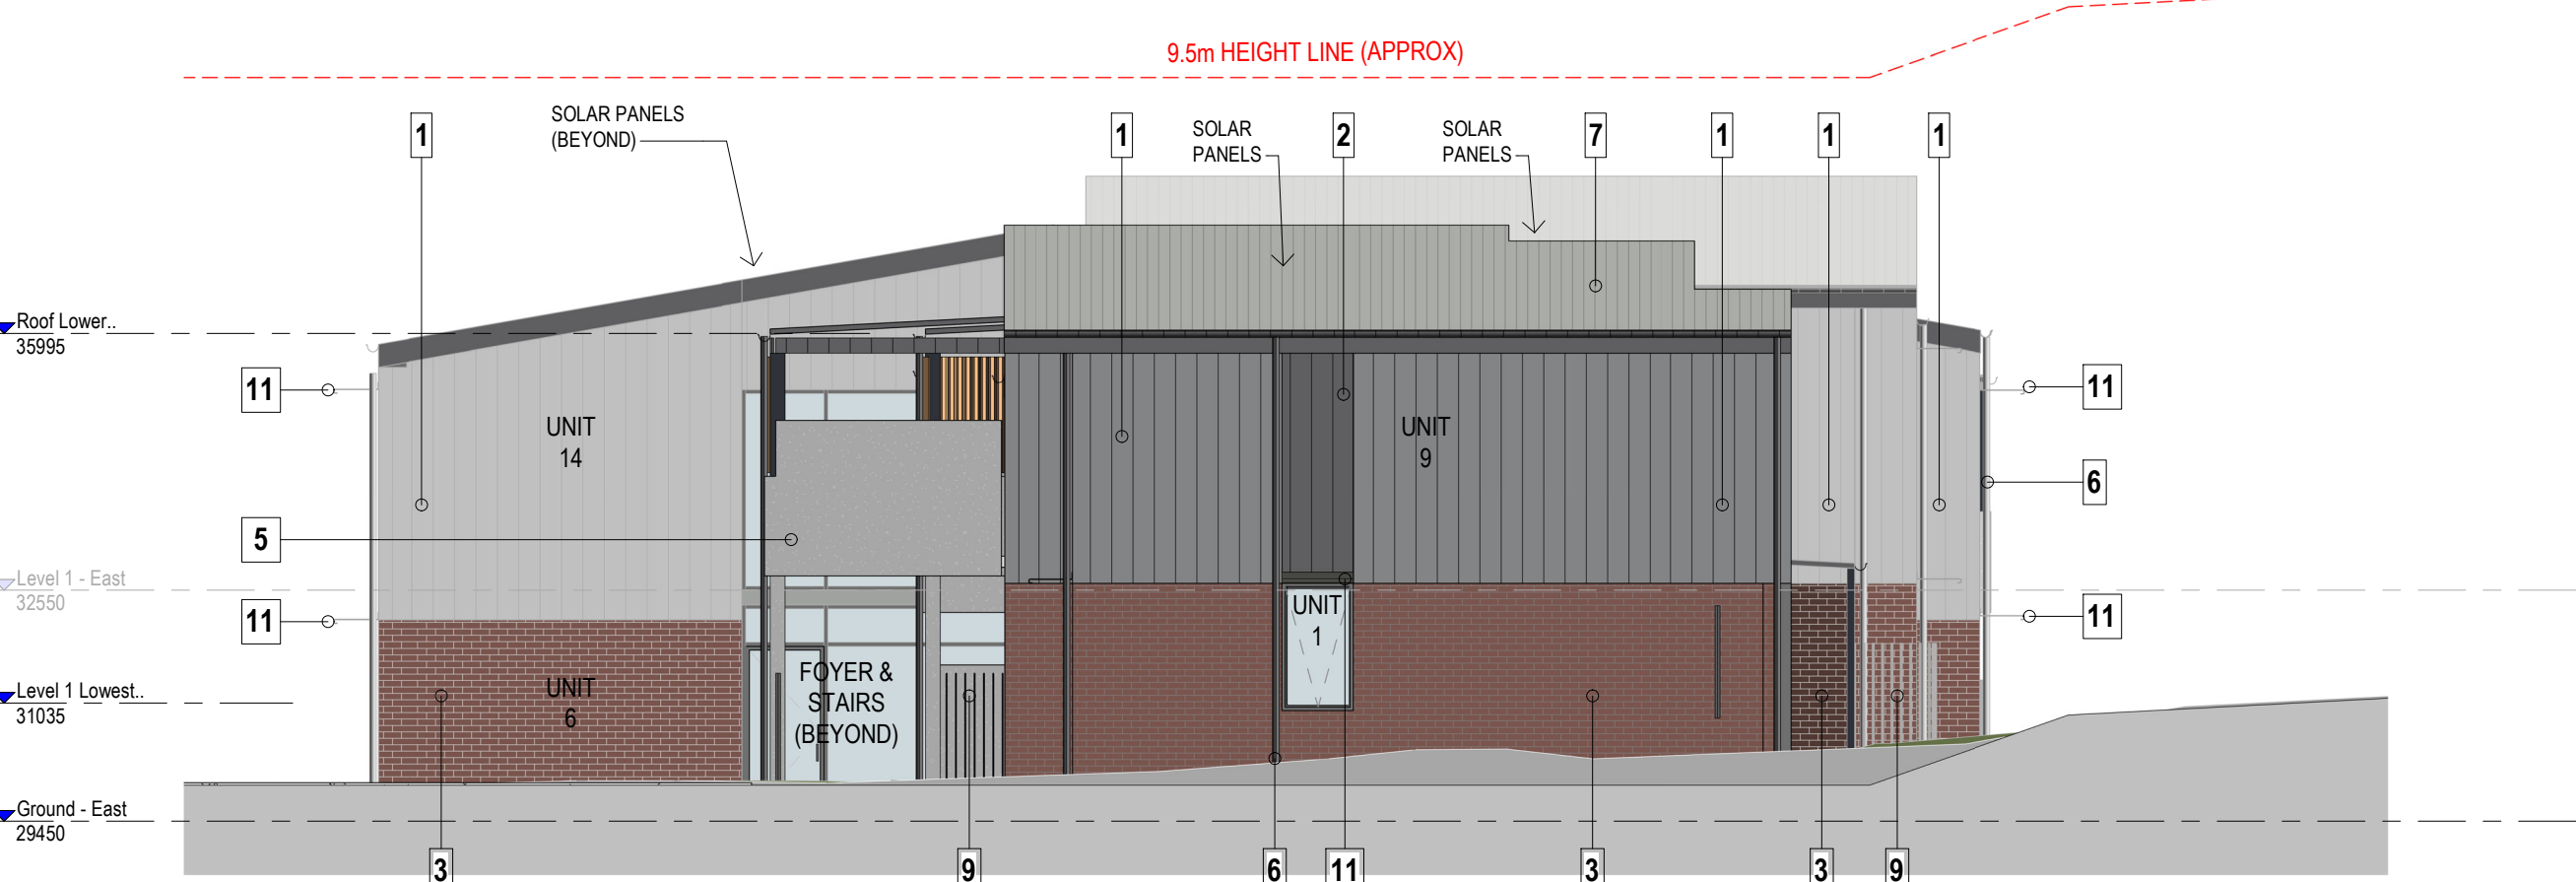 9.5m HEIGHT LINE (APPROX)
SOLAR PANELS
(BEYOND)
1
1
SOLAR
PANELS
2
SOLAR
PANELS
7
1
1
1
Roof Lower..
35995
11
11
UNIT
14
UNIT
9
6
5
Level 1 - East
32550
11
UNIT
1
11
Level 1 Lowest..
31035
UNIT
6
FOYER &
STAIRS
(BEYOND)
Ground - East
29450
3
9
6
11
3
3
9